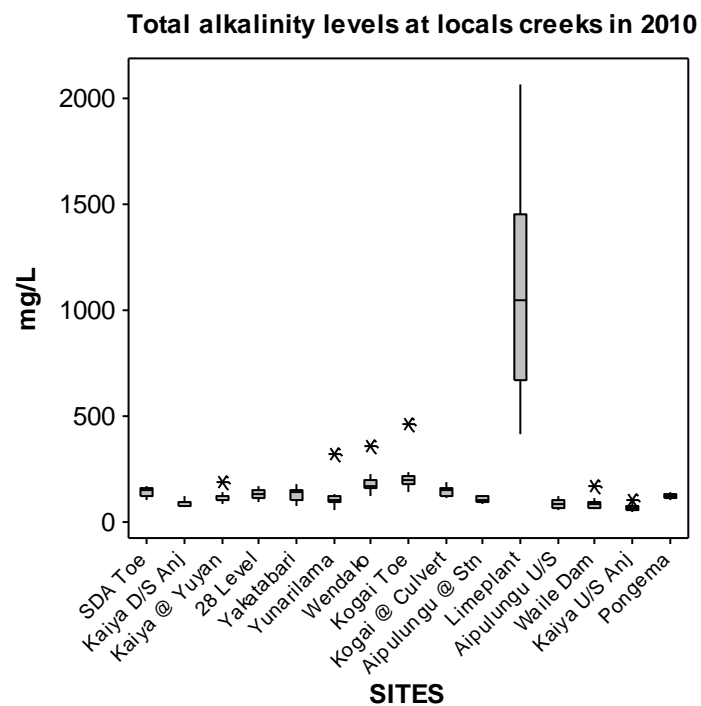 Total alkalinity levels at locals creeks in 2010
mg/L
2000
1500
1000
500
0
SDA Toe
Kaiya D/S Anj
Kaiya @ Yuyan
28 Level
Yakatabari
Yunarilama
Wendako
Kogai Toe
Kogai @ Culvert
Aipulungu @ Stn
Limeplant
Aipulungu U/S
Waile Dam
Kaiya U/S Anj
Pongema
SITES